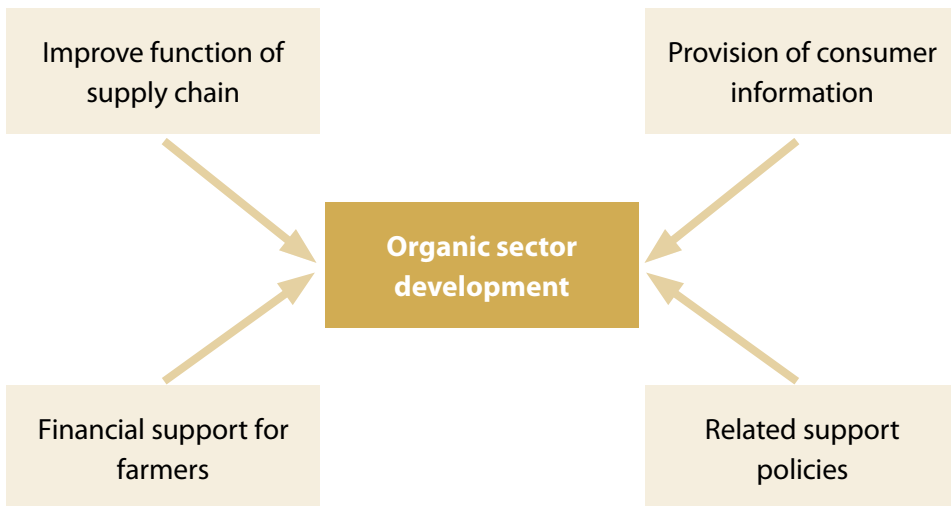 Improve function of
supply chain
Provision of consumer
information
Organic sector
development
Financial support for
farmers
Related support
policies